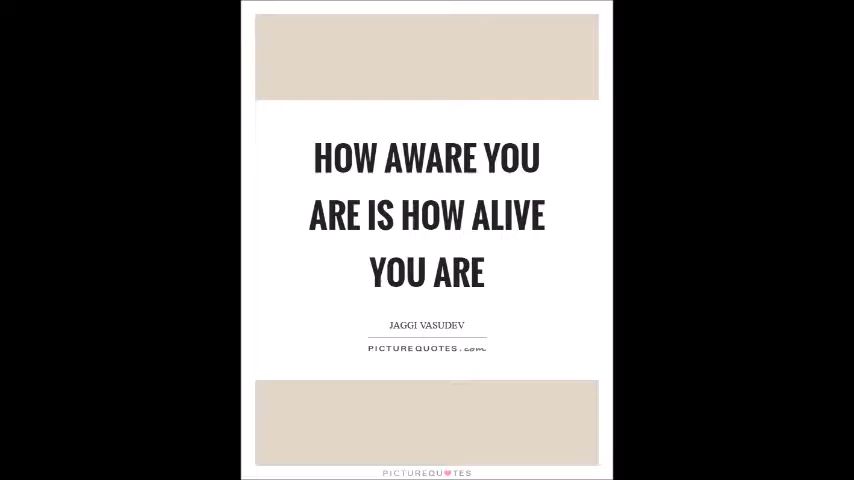 HOW AWARE YOU
ARE IS HOW ALIVE
YOU ARE
JAGGI VASUDEV
PICTUREQUOTES.com
PICTUREQUOTES